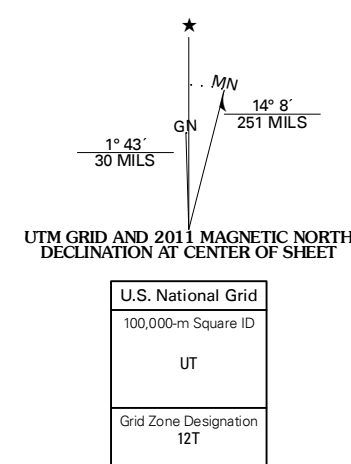 ★
MN
GN
14° 8´
251 MILS
1° 43´
30 MILS
UTM GRID AND 2011 MAGNETIC NORTH
DECLINATION AT CENTER OF SHEET
U.S. National Grid
100,000-m Square ID
UT
Grid Zone Designation
12T